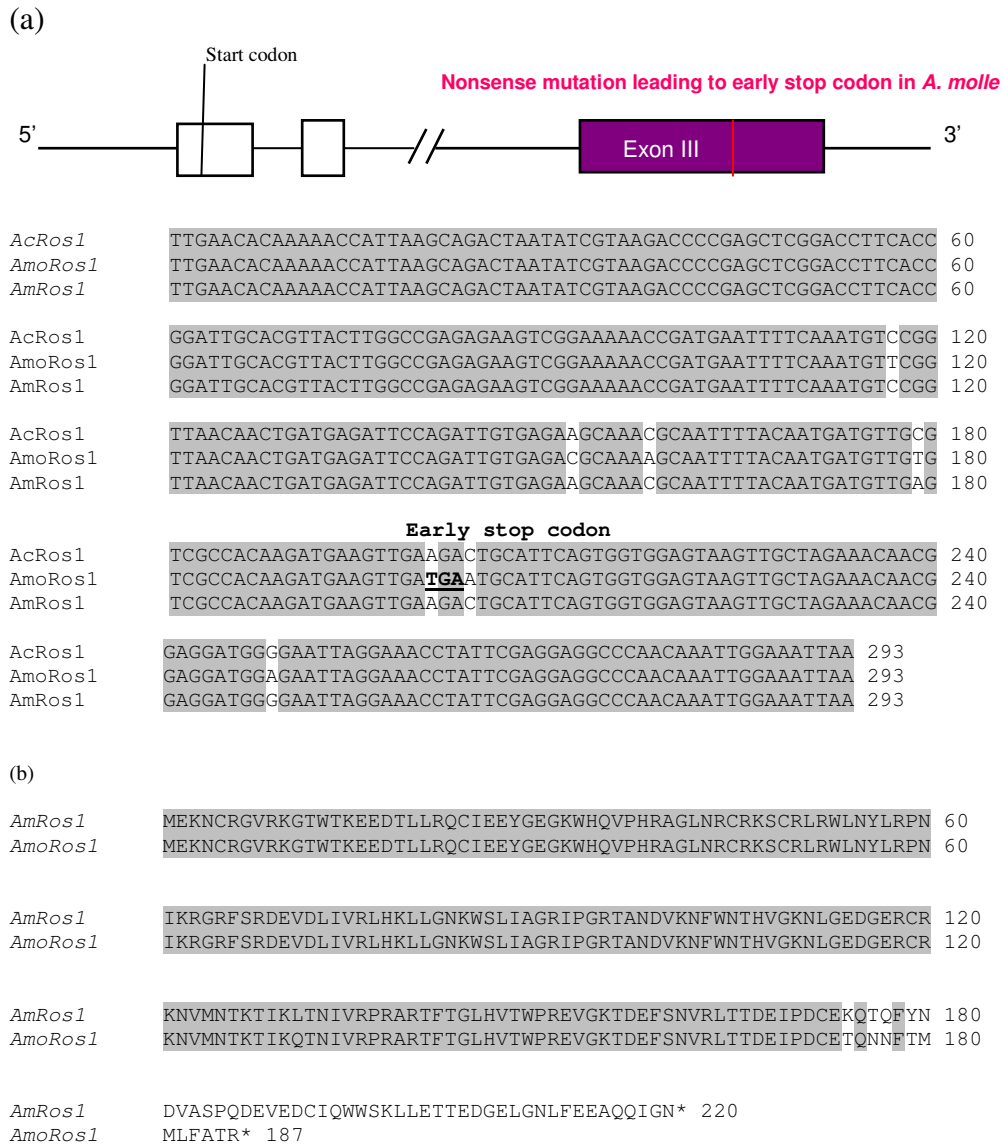 (a)
Start codon
Nonsense mutation leading to early stop codon in A. molle
5’
3’
Exon III
AcRos1 TTGAACACAAAAACCATTAAGCAGACTAATATCGTAAGACCCCGAGCTCGGACCTTCACC 60
AmoRos1 TTGAACACAAAAACCATTAAGCAGACTAATATCGTAAGACCCCGAGCTCGGACCTTCACC 60
AmRos1 TTGAACACAAAAACCATTAAGCAGACTAATATCGTAAGACCCCGAGCTCGGACCTTCACC 60
AcRos1 GGATTGCACGTTACTTGGCCGAGAGAAGTCGGAAAAACCGATGAATTTTCAAATGTCCGG 120
AmoRos1 GGATTGCACGTTACTTGGCCGAGAGAAGTCGGAAAAACCGATGAATTTTCAAATGTTCGG 120
AmRos1 GGATTGCACGTTACTTGGCCGAGAGAAGTCGGAAAAACCGATGAATTTTCAAATGTCCGG 120
AcRos1 TTAACAACTGATGAGATTCCAGATTGTGAGAAGCAAACGCAATTTTACAATGATGTTGCG 180
AmoRos1 TTAACAACTGATGAGATTCCAGATTGTGAGACGCAAAAGCAATTTTACAATGATGTTGTG 180
AmRos1 TTAACAACTGATGAGATTCCAGATTGTGAGAAGCAAACGCAATTTTACAATGATGTTGAG 180
Early stop codon
AcRos1 TCGCCACAAGATGAAGTTGAAGACTGCATTCAGTGGTGGAGTAAGTTGCTAGAAACAACG 240
AmoRos1 TCGCCACAAGATGAAGTTGATGAATGCATTCAGTGGTGGAGTAAGTTGCTAGAAACAACG 240
AmRos1 TCGCCACAAGATGAAGTTGAAGACTGCATTCAGTGGTGGAGTAAGTTGCTAGAAACAACG 240
AcRos1 GAGGATGGGGAATTAGGAAACCTATTCGAGGAGGCCCAACAAATTGGAAATTAA 293
AmoRos1 GAGGATGGAGAATTAGGAAACCTATTCGAGGAGGCCCAACAAATTGGAAATTAA 293
AmRos1 GAGGATGGGGAATTAGGAAACCTATTCGAGGAGGCCCAACAAATTGGAAATTAA 293
(b)
AmRos1 MEKNCRGVRKGTWTKEEDTLLRQCIEEYGEGKWHQVPHRAGLNRCRKSCRLRWLNYLRPN 60
AmoRos1 MEKNCRGVRKGTWTKEEDTLLRQCIEEYGEGKWHQVPHRAGLNRCRKSCRLRWLNYLRPN 60
AmRos1 IKRGRFSRDEVDLIVRLHKLLGNKWSLIAGRIPGRTANDVKNFWNTHVGKNLGEDGERCR 120
AmoRos1 IKRGRFSRDEVDLIVRLHKLLGNKWSLIAGRIPGRTANDVKNFWNTHVGKNLGEDGERCR 120
AmRos1 KNVMNTKTIKLTNIVRPRARTFTGLHVTWPREVGKTDEFSNVRLTTDEIPDCEKQTQFYN 180
AmoRos1 KNVMNTKTIKQTNIVRPRARTFTGLHVTWPREVGKTDEFSNVRLTTDEIPDCETQNNFTM 180
AmRos1 DVASPQDEVEDCIQWWSKLLETTEDGELGNLFEEAQQIGN* 220
AmoRos1 MLFATR* 187